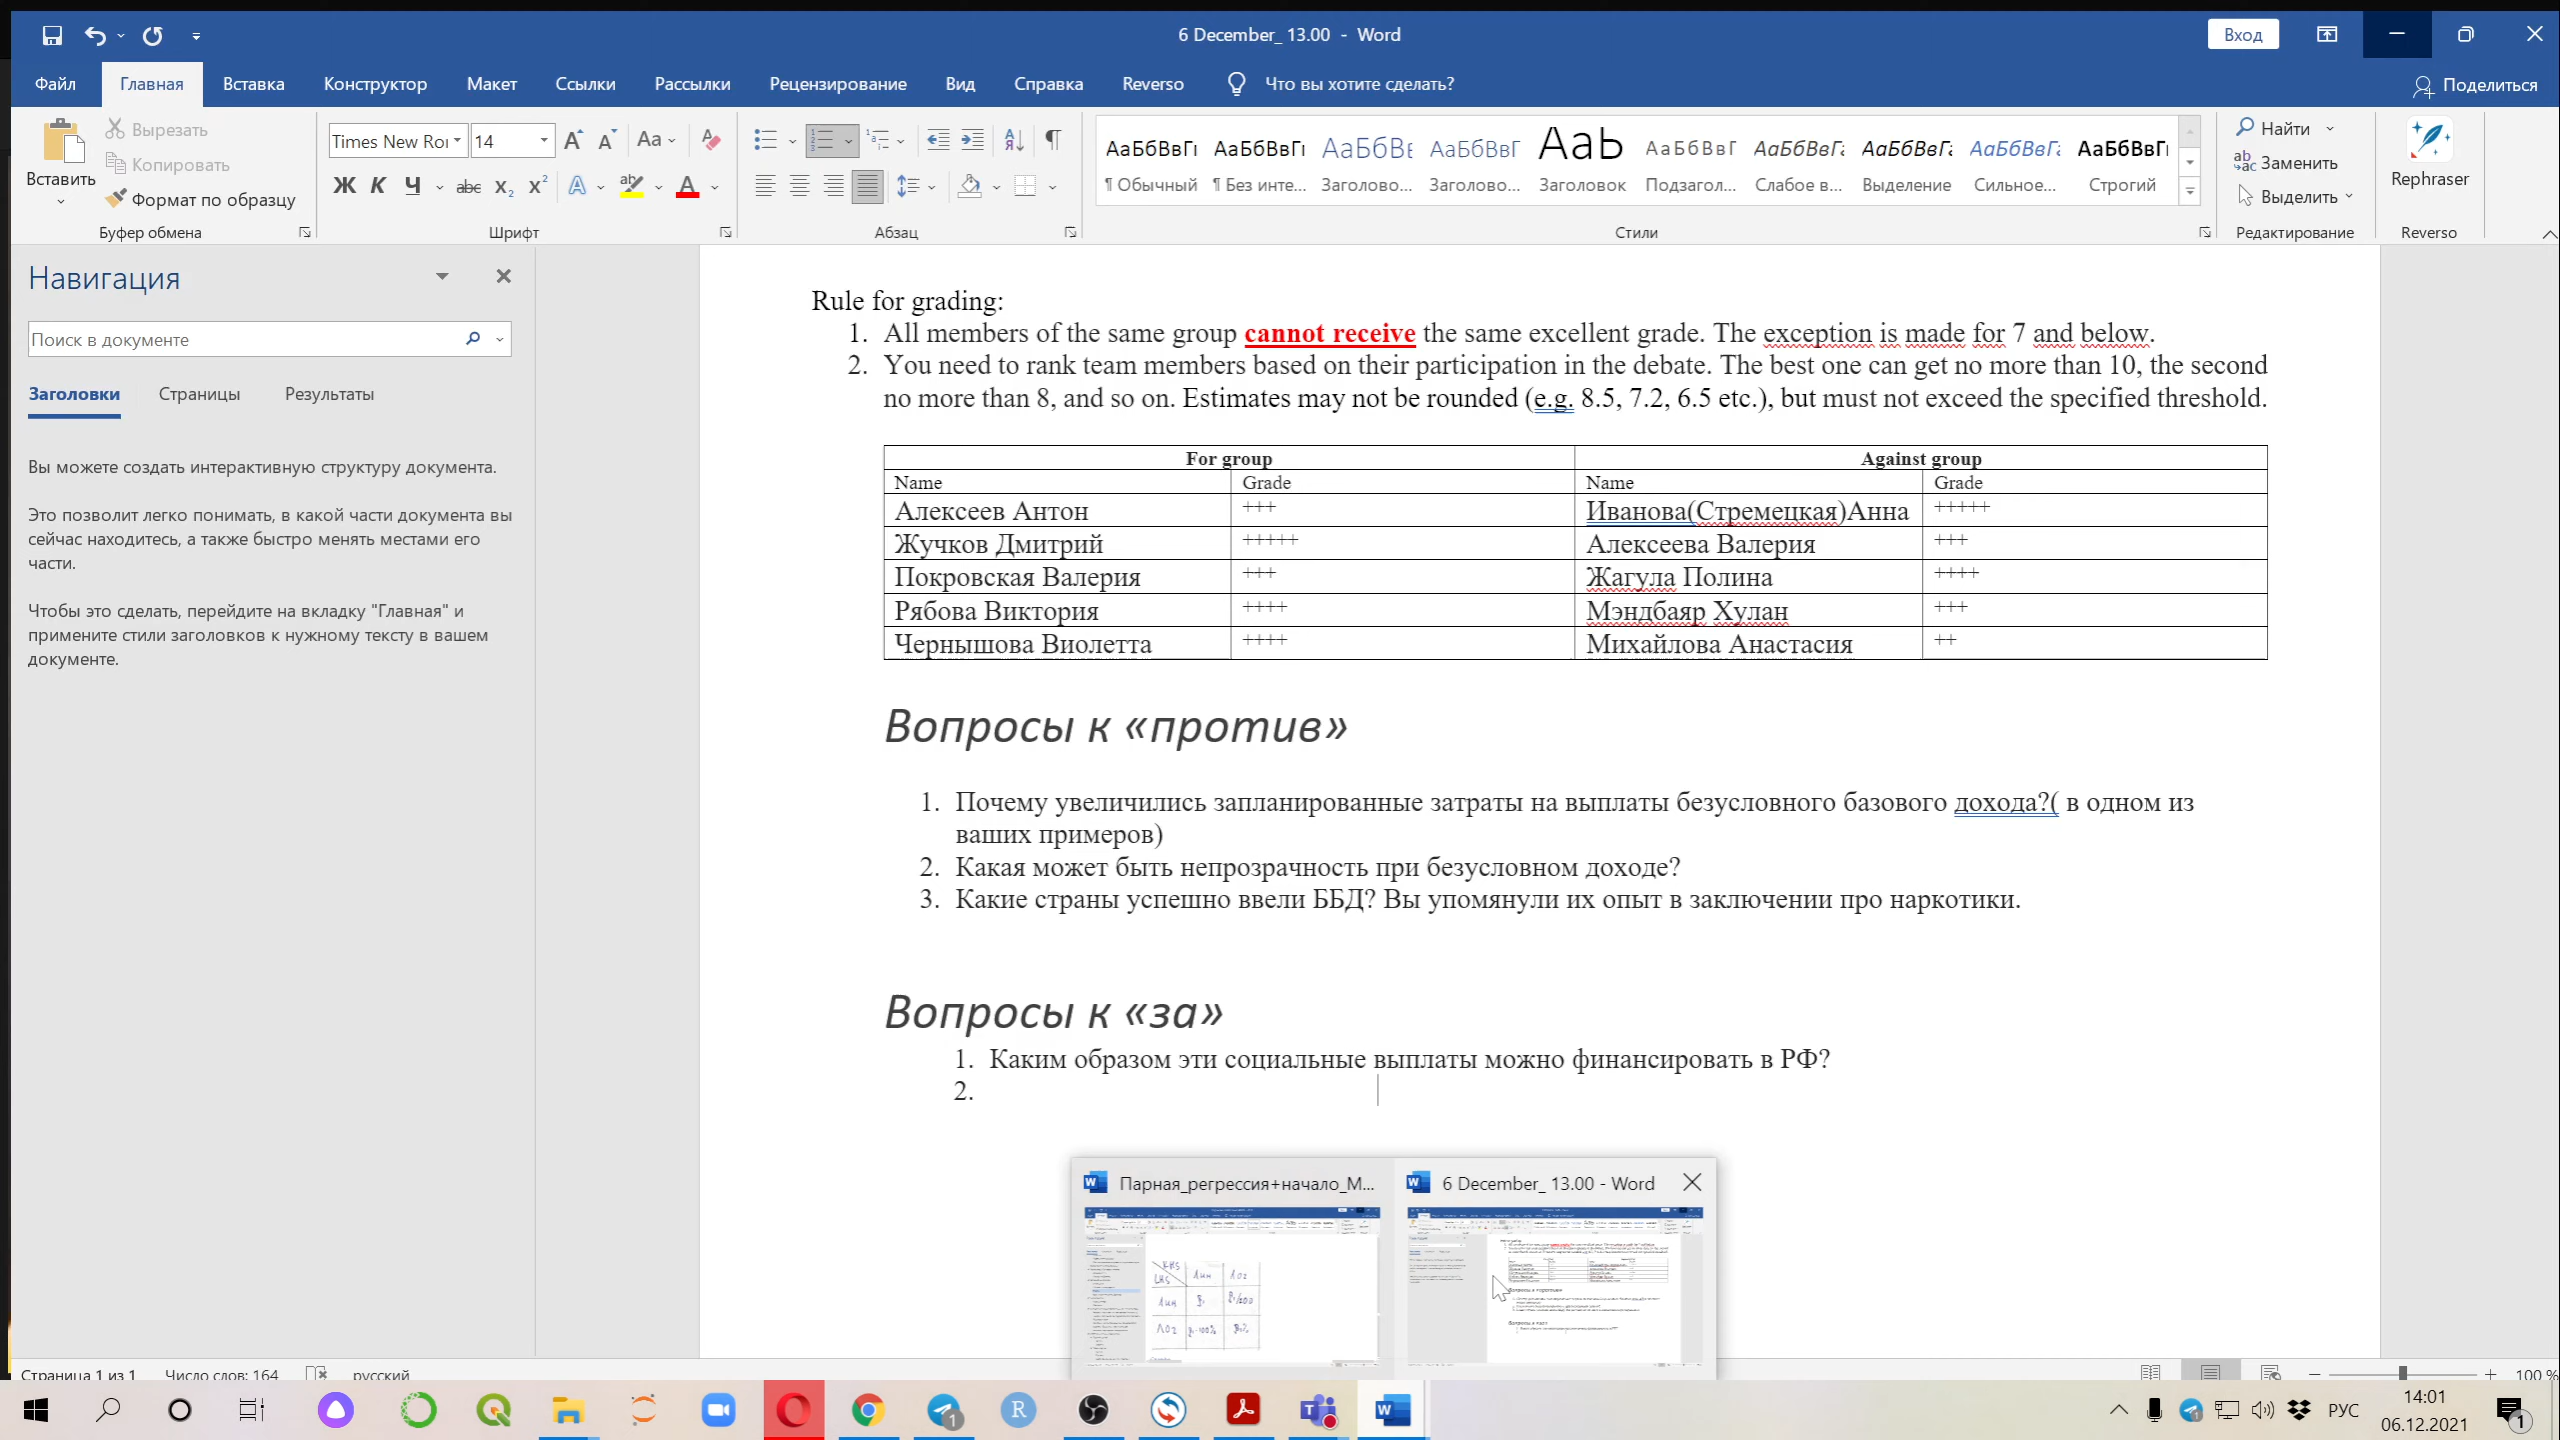 6 December_ 13.00 - Word
Вход
Файл Главная Вставка Конструктор Макет Ссылки Рассылки Рецензирование Вид Справка Reverso Что вы хотите сделать? Поделиться
Вставить
Вырезать
Копировать
Формат по образцу
Буфер обмена
Times New Ro 14
Ж К Ч abc X₂ X²
Шрифт
Абзац
АаБбВвГг АаБбВвГг АаБбВв АаБбВвГ АаЬ АаБбВвГ АаБбВвГг АаБбВвГг АаБбВвГг АаБбВвГг
¶ Обычный ¶ Без инте... Заголово... Заголово... Заголовок Подзагол... Слабое в... Выделение Сильное... Строгий
Стили
Найти
Заменить
Выделить
Редактирование
Rephraser
Reverso
Навигация
Поиск в документе
Заголовки Страницы Результаты
Вы можете создать интерактивную структуру документа.
Это позволит легко понимать, в какой части документа вы
сейчас находитесь, а также быстро менять местами его
части.
Чтобы это сделать, перейдите на вкладку "Главная" и
примените стили заголовков к нужному тексту в вашем
документе.
Rule for grading:
1. All members of the same group cannot receive the same excellent grade. The exception is made for 7 and below.
2. You need to rank team members based on their participation in the debate. The best one can get no more than 10, the second
no more than 8, and so on. Estimates may not be rounded (e.g. 8.5, 7.2, 6.5 etc.), but must not exceed the specified threshold.
For group Against group
Name Grade Name Grade
Алексеев Антон +++ Иванова(Стремецкая)Анна +++++
Жучков Дмитрий +++++ Алексеева Валерия +++
Покровская Валерия +++ Жагула Полина ++++
Рябова Виктория ++++ Мэндбаяр Хулан +++
Чернышова Виолетта ++++ Михайлова Анастасия ++
Вопросы к «против»
1. Почему увеличились запланированные затраты на выплаты безусловного базового дохода?( в одном из
ваших примеров)
2. Какая может быть непрозрачность при безусловном доходе?
3. Какие страны успешно ввели ББД? Вы упомянули их опыт в заключении про наркотики.
Вопросы к «за»
1. Каким образом эти социальные выплаты можно финансировать в РФ?
2.
Парная_регрессия+начало_М... 6 December_ 13.00 - Word
Страница 1 из 1 Число слов: 164 русский 100 %
РУС
14:01
06.12.2021